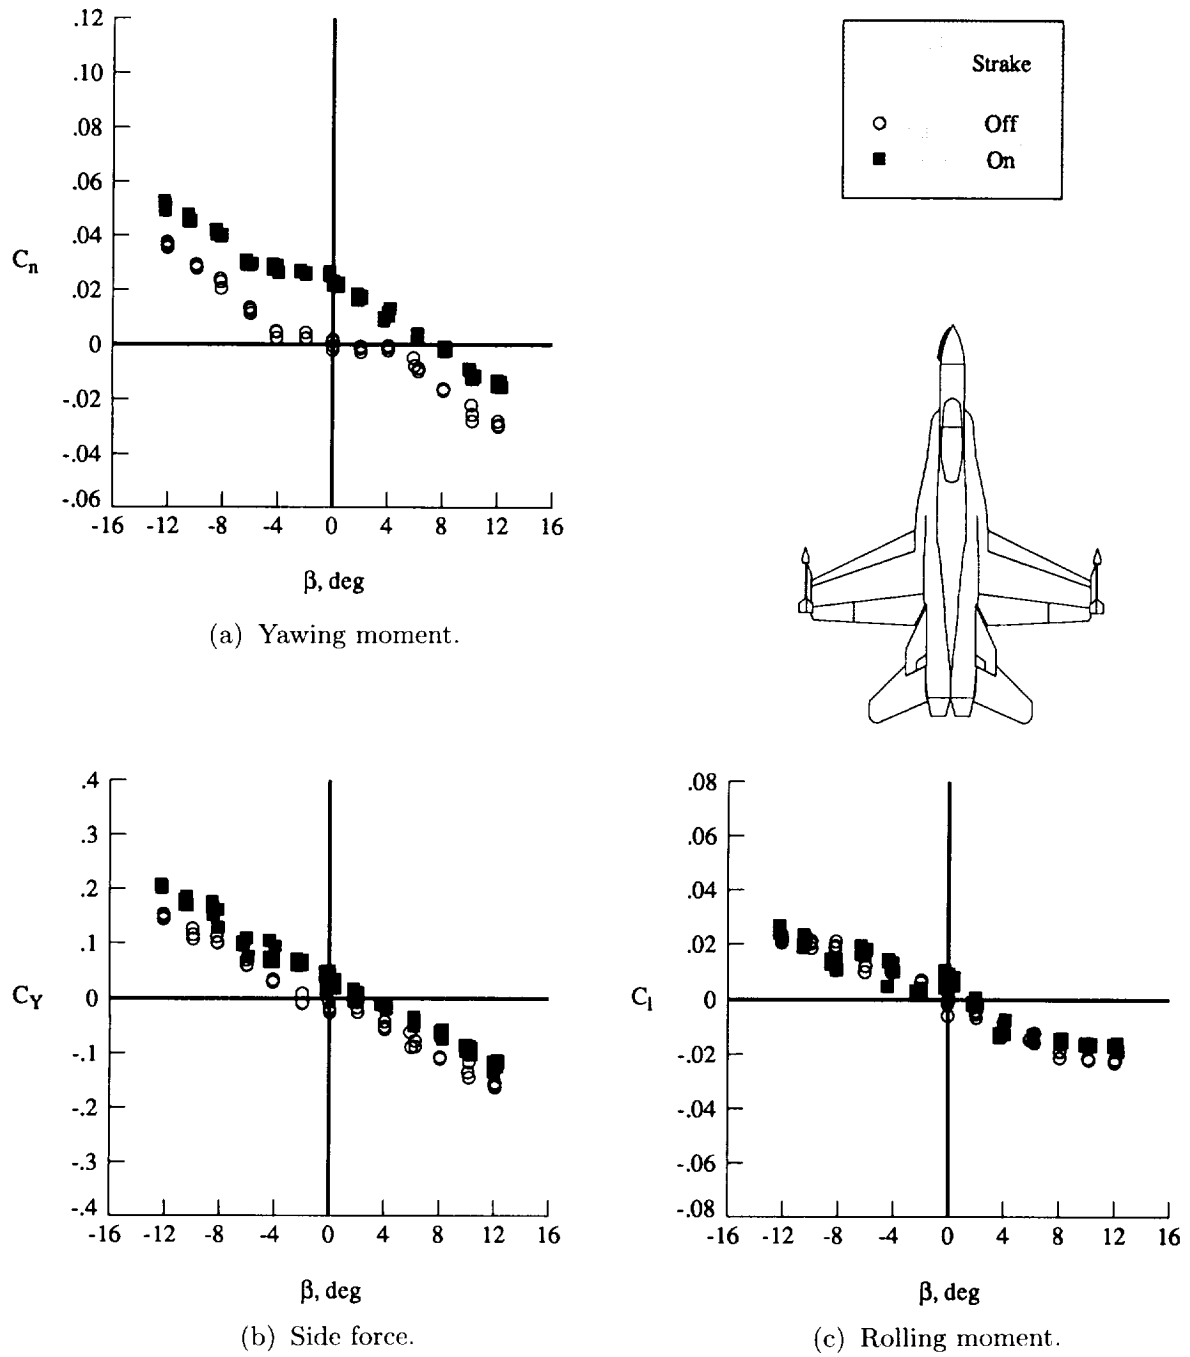 .12
.10
.08
.06
.04
C_n
.02
0
-.02
-.04
-.06
-16 -12 -8 -4 0 4 8 12 16
β, deg
(a) Yawing moment.
Strake
Off
On
.4
.3
.2
.1
C_Y 0
-.1
-.2
-.3
-.4
-16 -12 -8 -4 0 4 8 12 16
β, deg
(b) Side force.
.08
.06
.04
.02
C_l 0
-.02
-.04
-.06
-.08
-16 -12 -8 -4 0 4 8 12 16
β, deg
(c) Rolling moment.